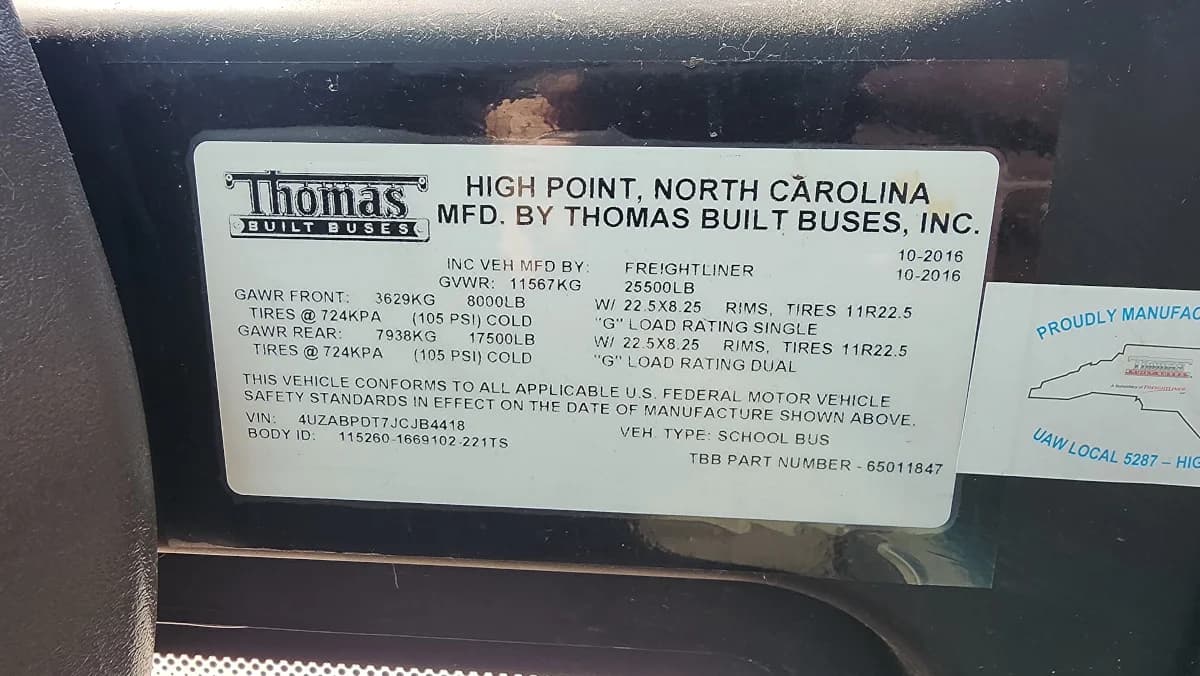 Thomas
BUILT BUSES
HIGH POINT, NORTH CAROLINA
MFD. BY THOMAS BUILT BUSES, INC.
10-2016
INC VEH MFD BY: FREIGHTLINER 10-2016
GVWR: 11567KG 25500LB
GAWR FRONT: 3629KG 8000LB W/ 22.5X8.25 RIMS, TIRES 11R22.5
TIRES @ 724KPA (105 PSI) COLD "G" LOAD RATING SINGLE
GAWR REAR: 7938KG 17500LB W/ 22.5X8.25 RIMS, TIRES 11R22.5
TIRES @ 724KPA (105 PSI) COLD "G" LOAD RATING DUAL
THIS VEHICLE CONFORMS TO ALL APPLICABLE U.S. FEDERAL MOTOR VEHICLE
SAFETY STANDARDS IN EFFECT ON THE DATE OF MANUFACTURE SHOWN ABOVE.
VIN: 4UZABPDT7JCJB4418
BODY ID: 115260-1669102-221TS VEH. TYPE: SCHOOL BUS
TBB PART NUMBER - 65011847
PROUDLY MANUFAC
UAW LOCAL 5287 – HIG